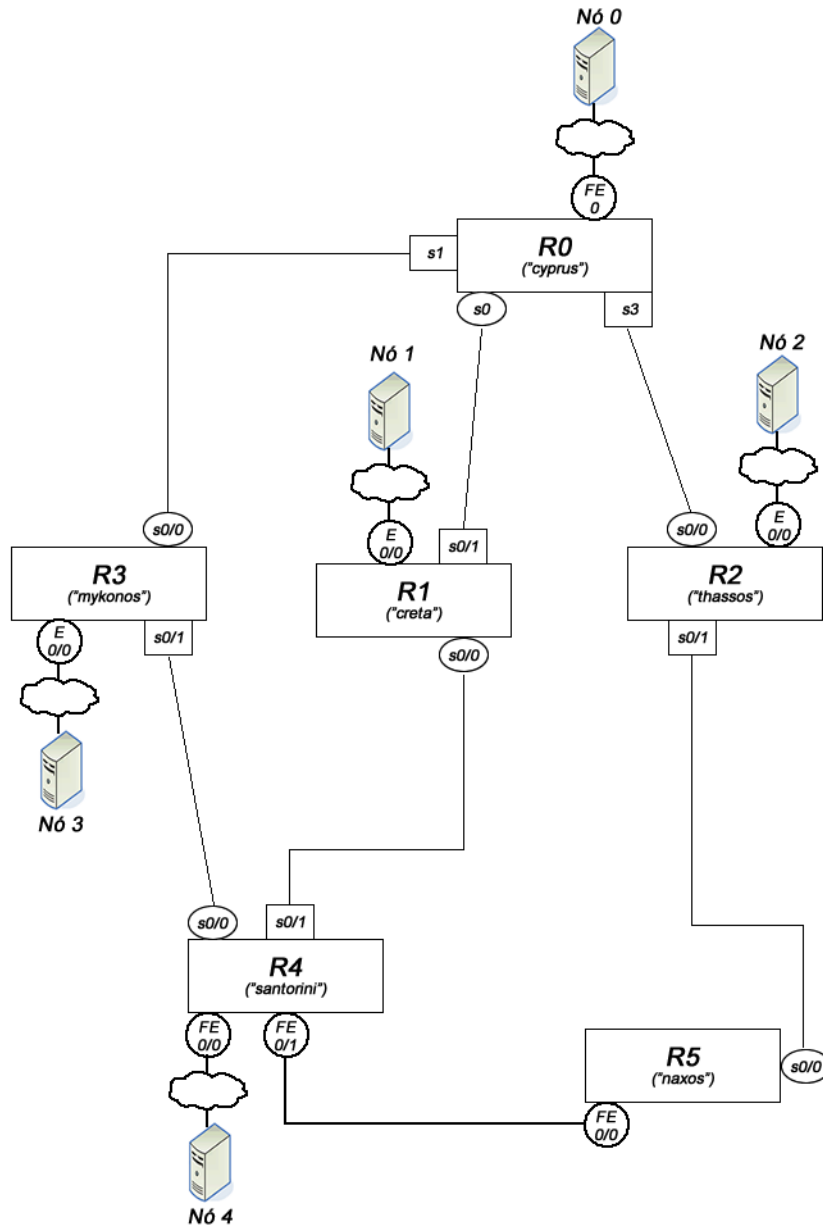 Nó 0
FE
0
R0
("cyprus")
s1
s0
s3
Nó 1
Nó 2
E
0/0
s0/1
R1
("creta")
s0/0
s0/0
E
0/0
R2
("thassos")
s0/1
s0/0
R3
("mykonos")
E
0/0
s0/1
Nó 3
s0/0
s0/1
R4
("santorini")
FE
0/0
FE
0/1
Nó 4
R5
("naxos")
s0/0
FE
0/0